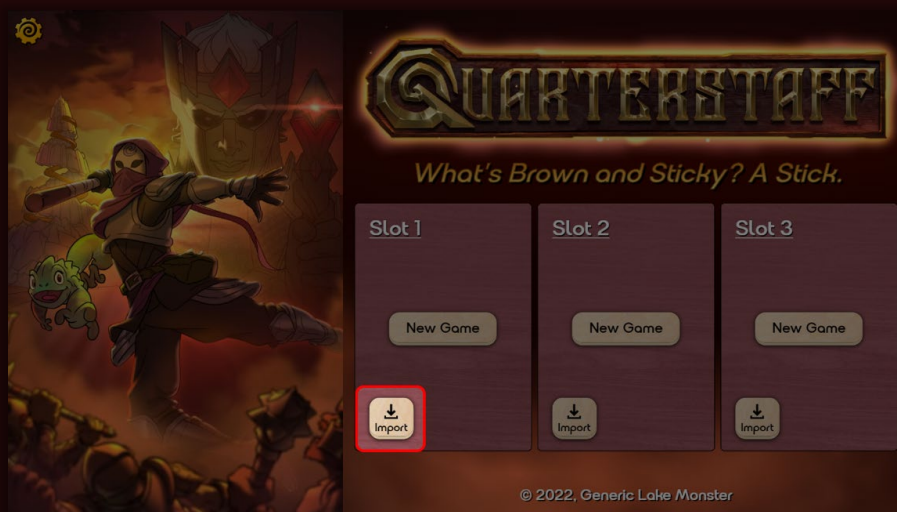 QUARTERSTAFF
What's Brown and Sticky? A Stick.
Slot 1
Slot 2
Slot 3
New Game
New Game
New Game
Import
Import
Import
© 2022, Generic Lake Monster